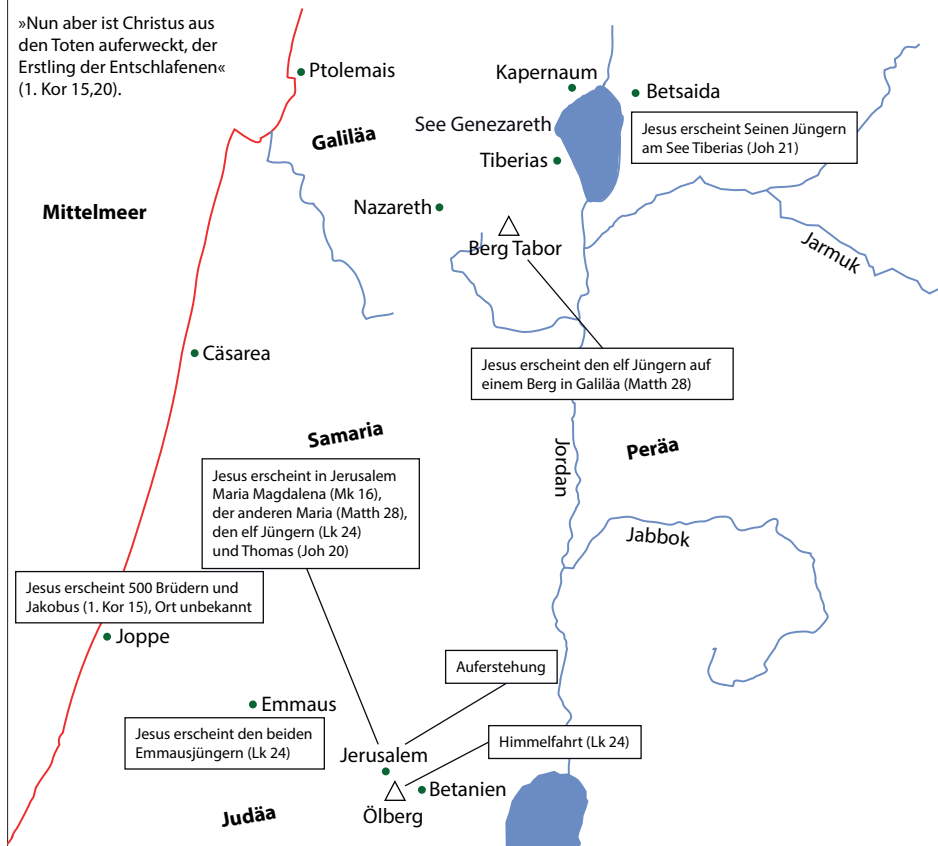 »Nun aber ist Christus aus
den Toten auferweckt, der
Erstling der Entschlafenen«
(1. Kor 15,20).
Ptolemais
Kapernaum
Betsaida
Galiläa
See Genezareth
Jesus erscheint Seinen Jüngern
am See Tiberias (Joh 21)
Tiberias
Mittelmeer
Nazareth
Berg Tabor
Jarmuk
Cäsarea
Jesus erscheint den elf Jüngern auf
einem Berg in Galiläa (Matth 28)
Samaria
Jordan
Peräa
Jesus erscheint in Jerusalem
Maria Magdalena (Mk 16),
der anderen Maria (Matth 28),
den elf Jüngern (Lk 24)
und Thomas (Joh 20)
Jabbok
Jesus erscheint 500 Brüdern und
Jakobus (1. Kor 15), Ort unbekannt
Joppe
Auferstehung
Emmaus
Jesus erscheint den beiden
Emmausjüngern (Lk 24)
Himmelfahrt (Lk 24)
Jerusalem
Betanien
Ölberg
Judäa